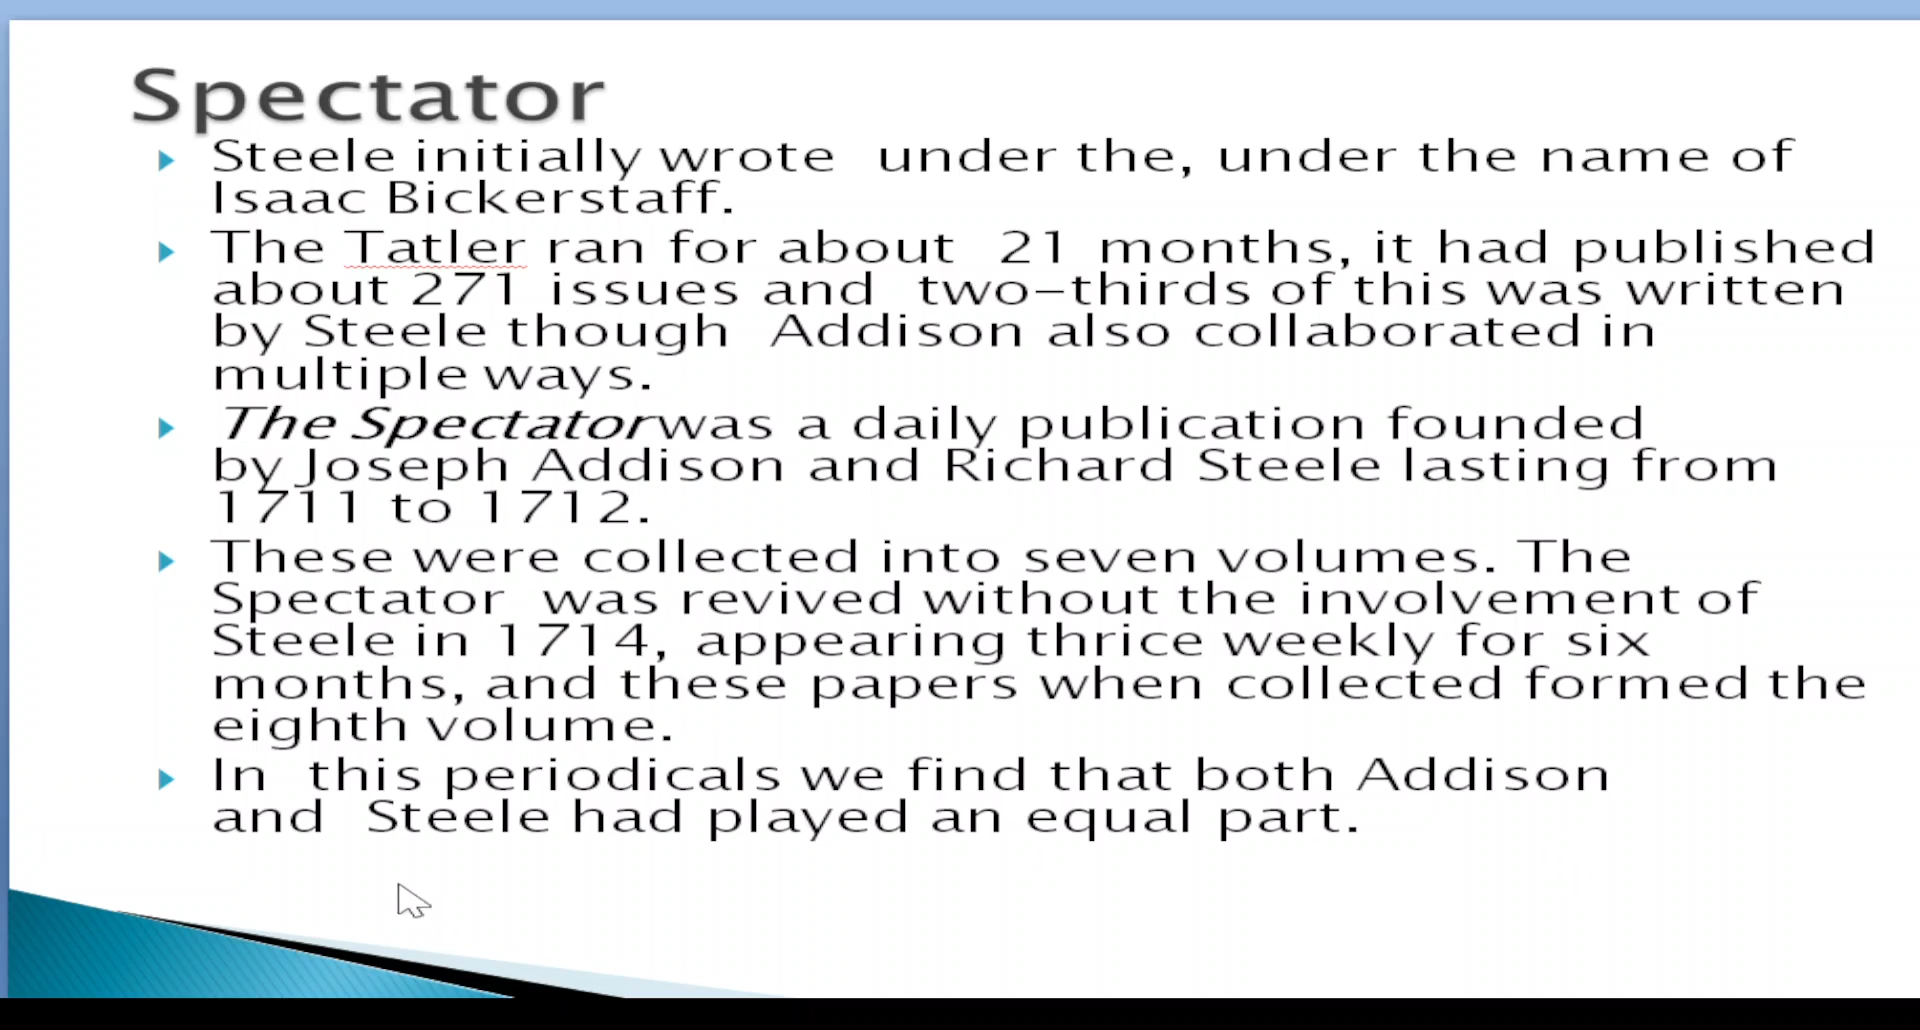 Spectator
Steele initially wrote under the, under the name of
Isaac Bickerstaff.
The Tatler ran for about 21 months, it had published
about 271 issues and two-thirds of this was written
by Steele though Addison also collaborated in
multiple ways.
The Spectator was a daily publication founded
by Joseph Addison and Richard Steele lasting from
1711 to 1712.
These were collected into seven volumes. The
Spectator was revived without the involvement of
Steele in 1714, appearing thrice weekly for six
months, and these papers when collected formed the
eighth volume.
In this periodicals we find that both Addison
and Steele had played an equal part.